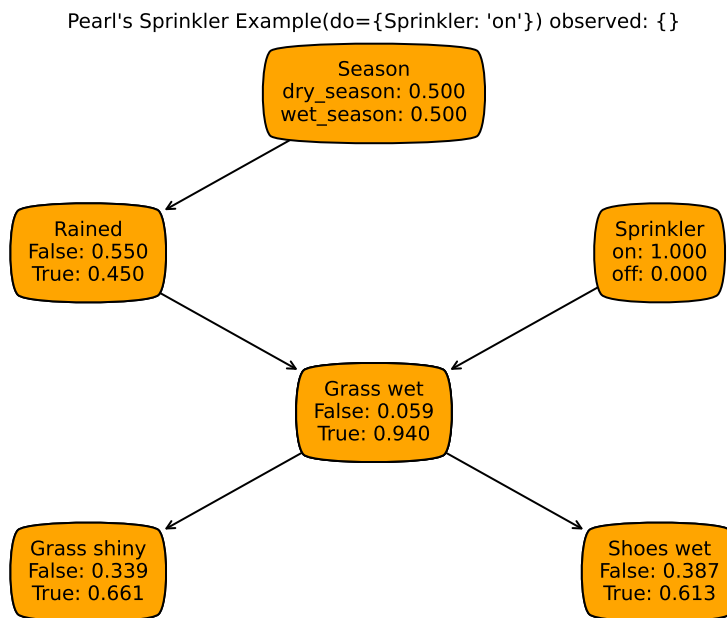 Pearl's Sprinkler Example(do={Sprinkler: 'on'}) observed: {}
Season
dry_season: 0.500
wet_season: 0.500
Rained
False: 0.550
True: 0.450
Sprinkler
on: 1.000
off: 0.000
Grass wet
False: 0.059
True: 0.940
Grass shiny
False: 0.339
True: 0.661
Shoes wet
False: 0.387
True: 0.613